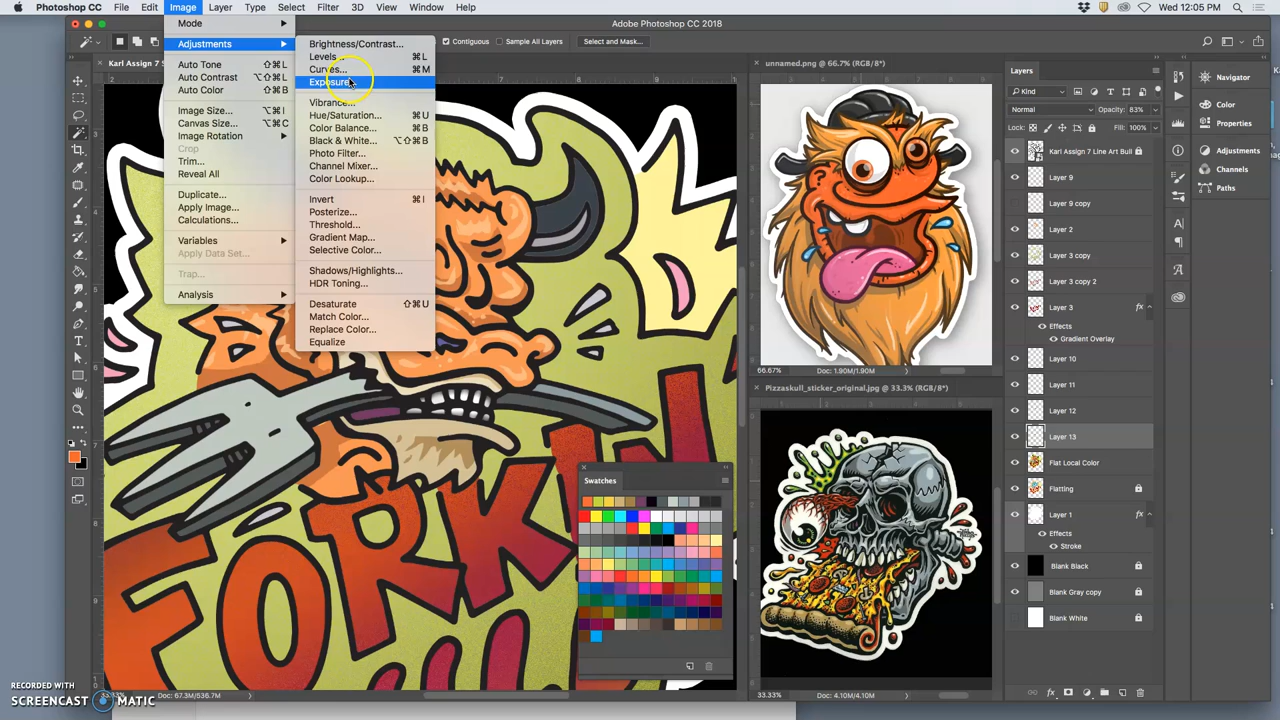 Photoshop CC File Edit Image Layer Type Select Filter 3D View Window Help Wed 12:05 PM
Adobe Photoshop CC 2018
Contiguous Sample All Layers Select and Mask...
Mode
Adjustments
Auto Tone ⇧⌘L
Auto Contrast ⌥⇧⌘L
Auto Color ⇧⌘B
Image Size... ⌥⌘I
Canvas Size... ⌥⌘C
Image Rotation
Crop
Trim...
Reveal All
Duplicate...
Apply Image...
Calculations...
Variables
Apply Data Set...
Trap...
Analysis
Brightness/Contrast...
Levels... ⌘L
Curves... ⌘M
Exposure...
Vibrance...
Hue/Saturation... ⌘U
Color Balance... ⌘B
Black & White... ⌥⇧⌘B
Photo Filter...
Channel Mixer...
Color Lookup...
Invert ⌘I
Posterize...
Threshold...
Gradient Map...
Selective Color...
Shadows/Highlights...
HDR Toning...
Desaturate ⇧⌘U
Match Color...
Replace Color...
Equalize
Karl Assign 7 S
FORKIN
Swatches
33.33% Doc: 67.3M/536.7M
unnamed.png @ 66.7% (RGB/8*)
66.67% Doc: 1.90M/1.90M
Pizzaskull_sticker_original.jpg @ 33.3% (RGB/8*)
33.33% Doc: 4.10M/4.10M
Layers
Kind
Normal Opacity: 83%
Lock: Fill: 100%
Karl Assign 7 Line Art Bull
Layer 9
Layer 9 copy
Layer 2
Layer 3 copy
Layer 3 copy 2
Layer 3 fx
Effects
Gradient Overlay
Layer 10
Layer 11
Layer 12
Layer 13
Flat Local Color
Flatting
Layer 1 fx
Effects
Stroke
Blank Black
Blank Gray copy
Blank White
Navigator
Color
Properties
Adjustments
Channels
Paths
RECORDED WITH
SCREENCAST MATIC